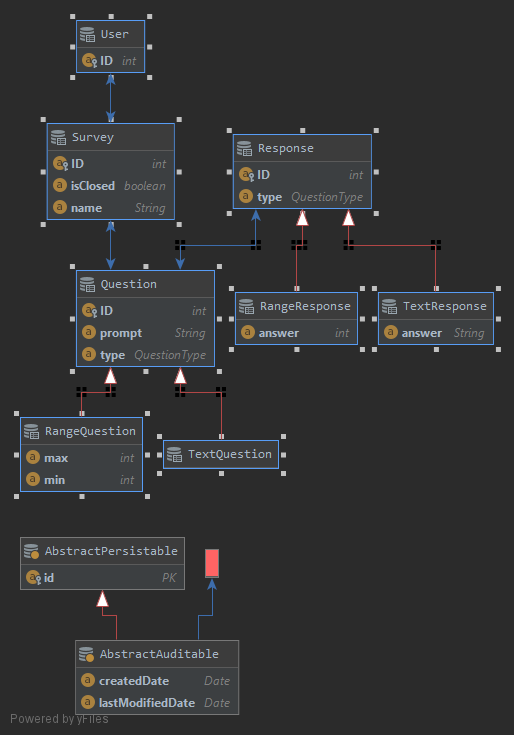 User
ID int
Survey
ID int
isClosed boolean
name String
Response
ID int
type QuestionType
Question
ID int
prompt String
type QuestionType
RangeResponse
answer int
TextResponse
answer String
RangeQuestion
max int
min int
TextQuestion
AbstractPersistable
id PK
AbstractAuditable
createdDate Date
lastModifiedDate Date
Powered by yFiles